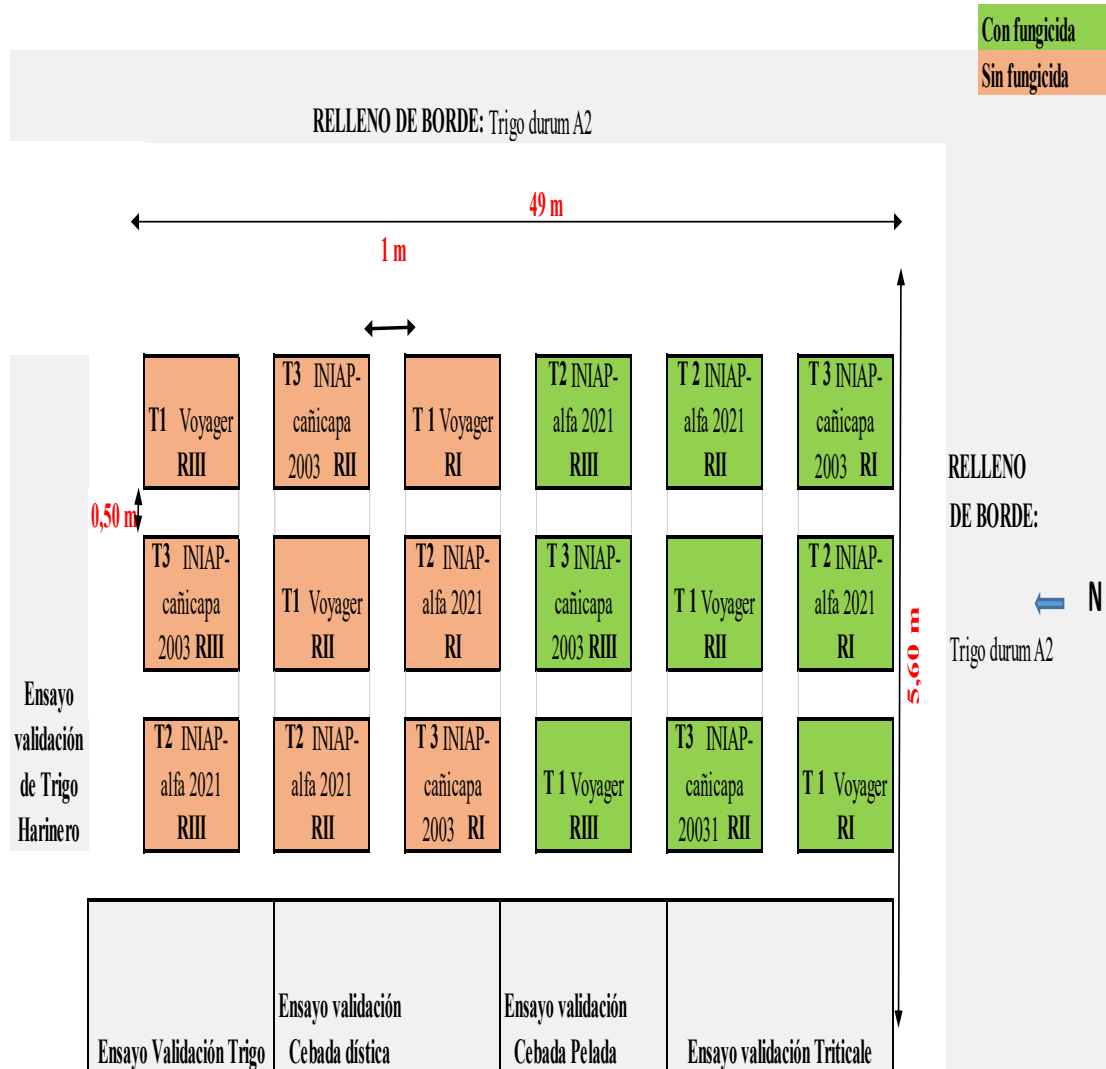 Con fungicida
Sin fungicida
RELLENO DE BORDE: Trigo durum A2
49 m
1 m
T1 Voyager
RIII
T3 INIAP-
cañicapa
2003 RII
T 1 Voyager
RI
T2 INIAP-
alfa 2021
RIII
T 2 INIAP-
alfa 2021
RII
T 3 INIAP-
cañicapa
2003 RI
RELLENO
DE BORDE:
Trigo durum A2
N
0,50 m
T3 INIAP-
cañicapa
2003 RIII
T1 Voyager
RII
T2 INIAP-
alfa 2021
RI
T 3 INIAP-
cañicapa
2003 RIII
T 1 Voyager
RII
T 2 INIAP-
alfa 2021
RI
5,60 m
Ensayo
validación
de Trigo
Harinero
T2 INIAP-
alfa 2021
RIII
T2 INIAP-
alfa 2021
RII
T 3 INIAP-
cañicapa
2003 RI
T 1 Voyager
RIII
T3 INIAP-
cañicapa
20031 RII
T 1 Voyager
RI
Ensayo Validación Trigo
Ensayo validación
Cebada dística
Ensayo validación
Cebada Pelada
Ensayo validación Triticale